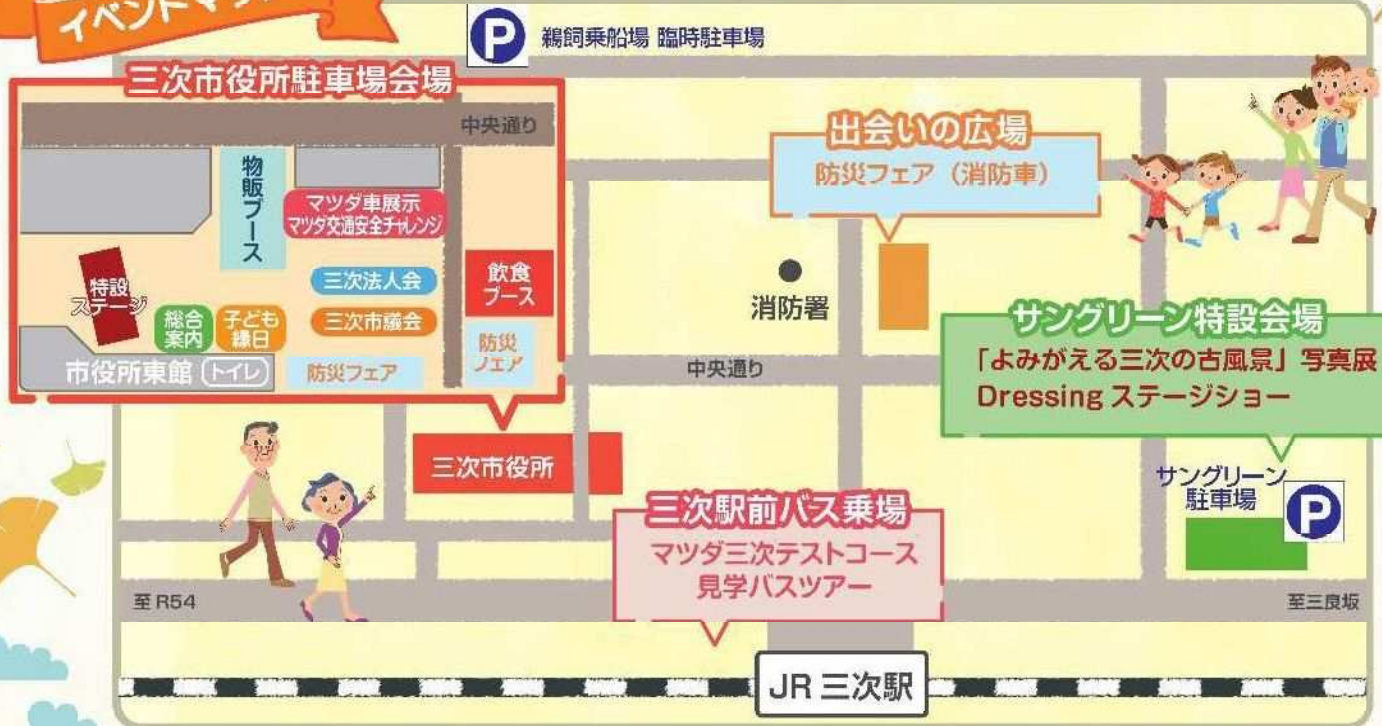 イベントマップ
P
鵜飼乗船場 臨時駐車場
三次市役所駐車場会場
中央通り
物販ブース
マツダ車展示
マツダ交通安全チャレンジ
三次法人会
飲食
ブース
特設
ステージ
総合
案内
子ども
縁日
三次市議会
防災
フェア
市役所東館
トイレ
防災フェア
出会いの広場
防災フェア（消防車）
消防署
中央通り
サングリーン特設会場
「よみがえる三次の古風景」写真展
Dressing ステージショー
三次市役所
サングリーン
駐車場
P
三次駅前バス乗場
マツダ三次テストコース
見学バスツアー
至 R54
至三良坂
JR 三次駅